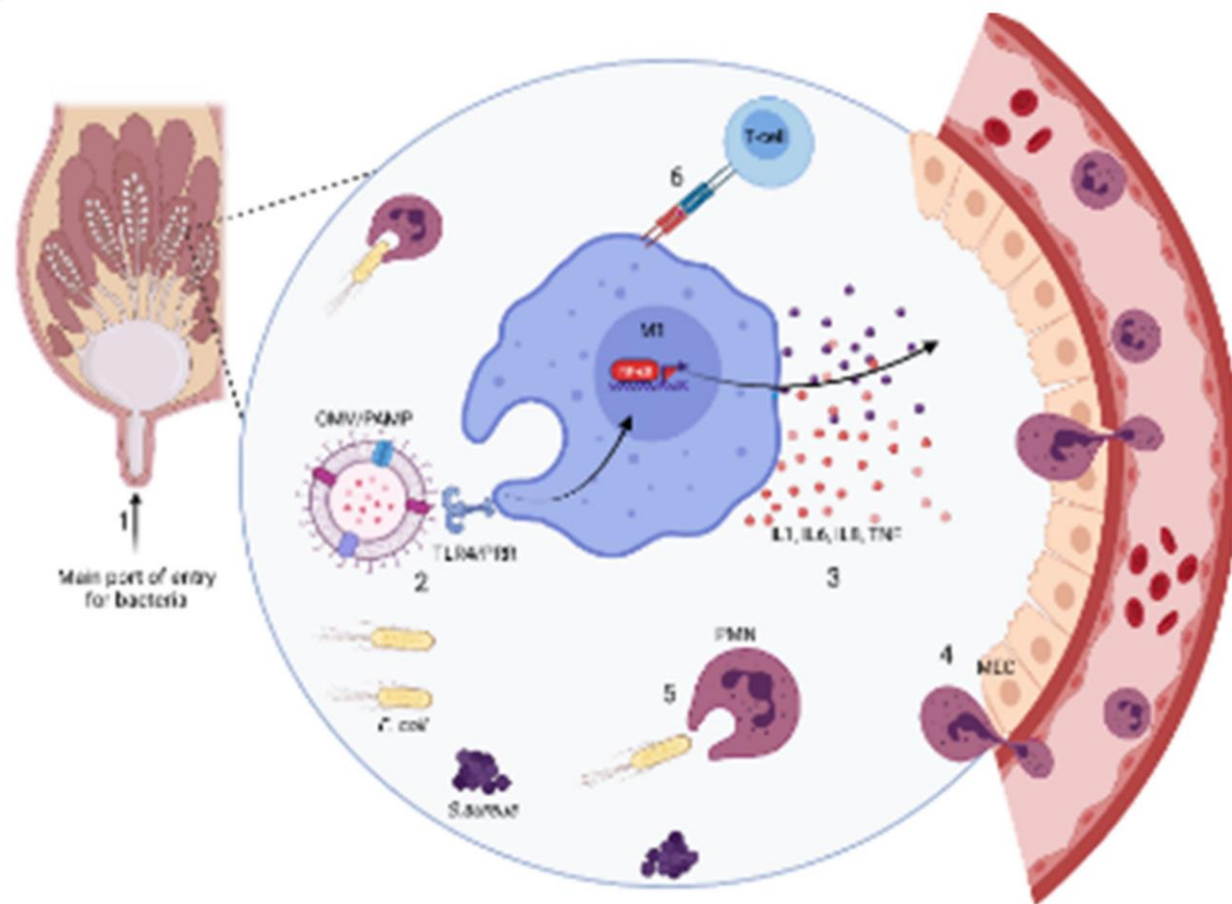 T-cell
6
M1
OMV/PAMP
1
TLR4/PRR
IL1, IL6, IL8, TNF
Main port of entry
for bacteria
2
3
PMN
4
MEC
5
E. coli
S.aureus